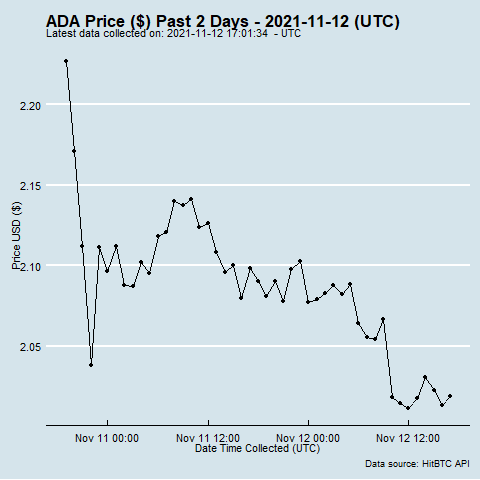 ADA Price ($) Past 2 Days - 2021-11-12 (UTC)
Latest data collected on: 2021-11-12 17:01:34 - UTC
Price USD ($)
2.20
2.15
2.10
2.05
Nov 11 00:00 Nov 11 12:00 Nov 12 00:00 Nov 12 12:00
Date Time Collected (UTC)
Data source: HitBTC API